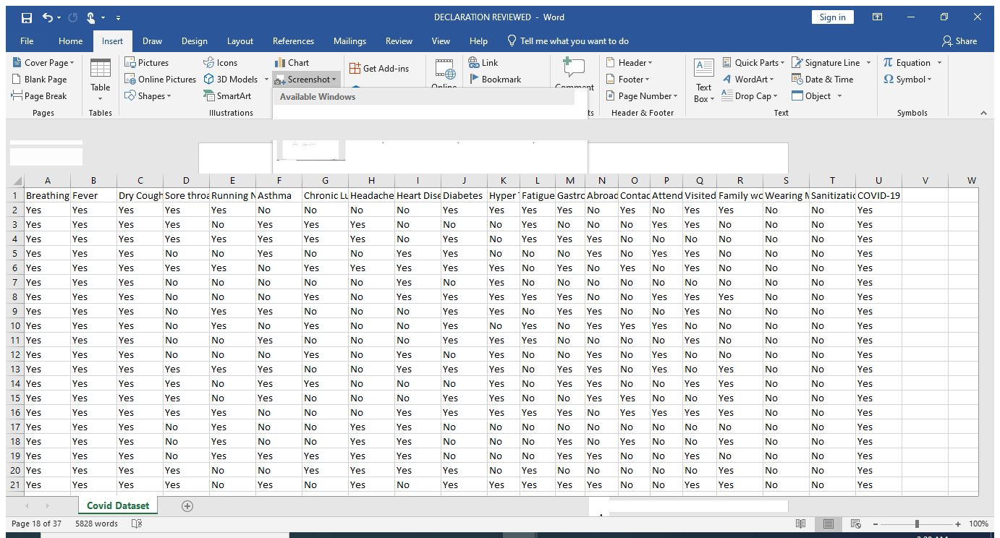 DECLARATION REVIEWED - Word
Sign in
File Home Insert Draw Design Layout References Mailings Review View Help Tell me what you want to do Share
Cover Page Pictures Icons Chart Get Add-ins Link Header Quick Parts Signature Line Equation
Blank Page Table Online Pictures 3D Models Screenshot Online Bookmark Comment Footer Text Box WordArt Date & Time Symbol
Page Break Shapes SmartArt Available Windows Page Number Drop Cap Object
Pages Tables Illustrations ts Header & Footer Text Symbols
A B C D E F G H I J K L M N O P Q R S T U V W
1 Breathing Fever Dry Cough Sore throa Running N Asthma Chronic Lu Headache Heart Dise Diabetes Hyper T Fatigue Gastro Abroad Contac Attend Visited Family wo Wearing M Sanitizatio COVID-19
2 Yes Yes Yes Yes Yes No No No No Yes Yes Yes Yes No Yes No Yes Yes No No Yes
3 Yes Yes Yes Yes No Yes Yes Yes No No No Yes No No No Yes Yes No No No Yes
4 Yes Yes Yes Yes Yes Yes Yes Yes No Yes No Yes Yes Yes No No No No No No Yes
5 Yes Yes Yes No No Yes No No Yes Yes No No No Yes No Yes Yes No No No Yes
6 Yes Yes Yes Yes Yes No Yes Yes Yes Yes Yes No Yes No Yes No Yes No No No Yes
7 Yes Yes Yes No No No No No Yes No Yes No No No No No No No No No Yes
8 Yes Yes Yes No No No Yes No Yes Yes Yes Yes Yes No No Yes Yes Yes No No Yes
9 Yes Yes Yes No Yes Yes No No No Yes Yes No Yes Yes No No Yes No No No Yes
10 Yes Yes Yes No Yes No Yes No No Yes Yes No No Yes Yes Yes No No No No Yes
11 Yes Yes Yes No No Yes No No No Yes Yes Yes No No No No Yes No No No Yes
12 Yes Yes Yes No No No Yes No Yes No Yes No No Yes No Yes No No No No Yes
13 Yes Yes Yes Yes Yes No No No Yes Yes Yes No Yes Yes No Yes No Yes No No Yes
14 Yes Yes Yes Yes No Yes Yes No No No Yes No Yes No No No Yes Yes No No Yes
15 Yes Yes Yes Yes No Yes No No No Yes Yes No No Yes Yes No No Yes No No Yes
16 Yes Yes Yes Yes Yes No No No Yes Yes Yes Yes Yes No Yes Yes Yes Yes No No Yes
17 Yes Yes Yes No Yes No No Yes Yes No No No No No No No No No No No Yes
18 Yes Yes Yes No No No No Yes Yes No No No Yes No Yes No No Yes No No Yes
19 Yes Yes Yes No Yes Yes Yes Yes Yes No No No Yes Yes No No Yes No No No Yes
20 Yes Yes Yes Yes No No Yes Yes Yes Yes No Yes No No No No No Yes No No Yes
21 Yes Yes Yes Yes No Yes No Yes No Yes Yes Yes Yes Yes No No Yes Yes No No Yes
Covid Dataset
Page 18 of 37 5828 words 100%